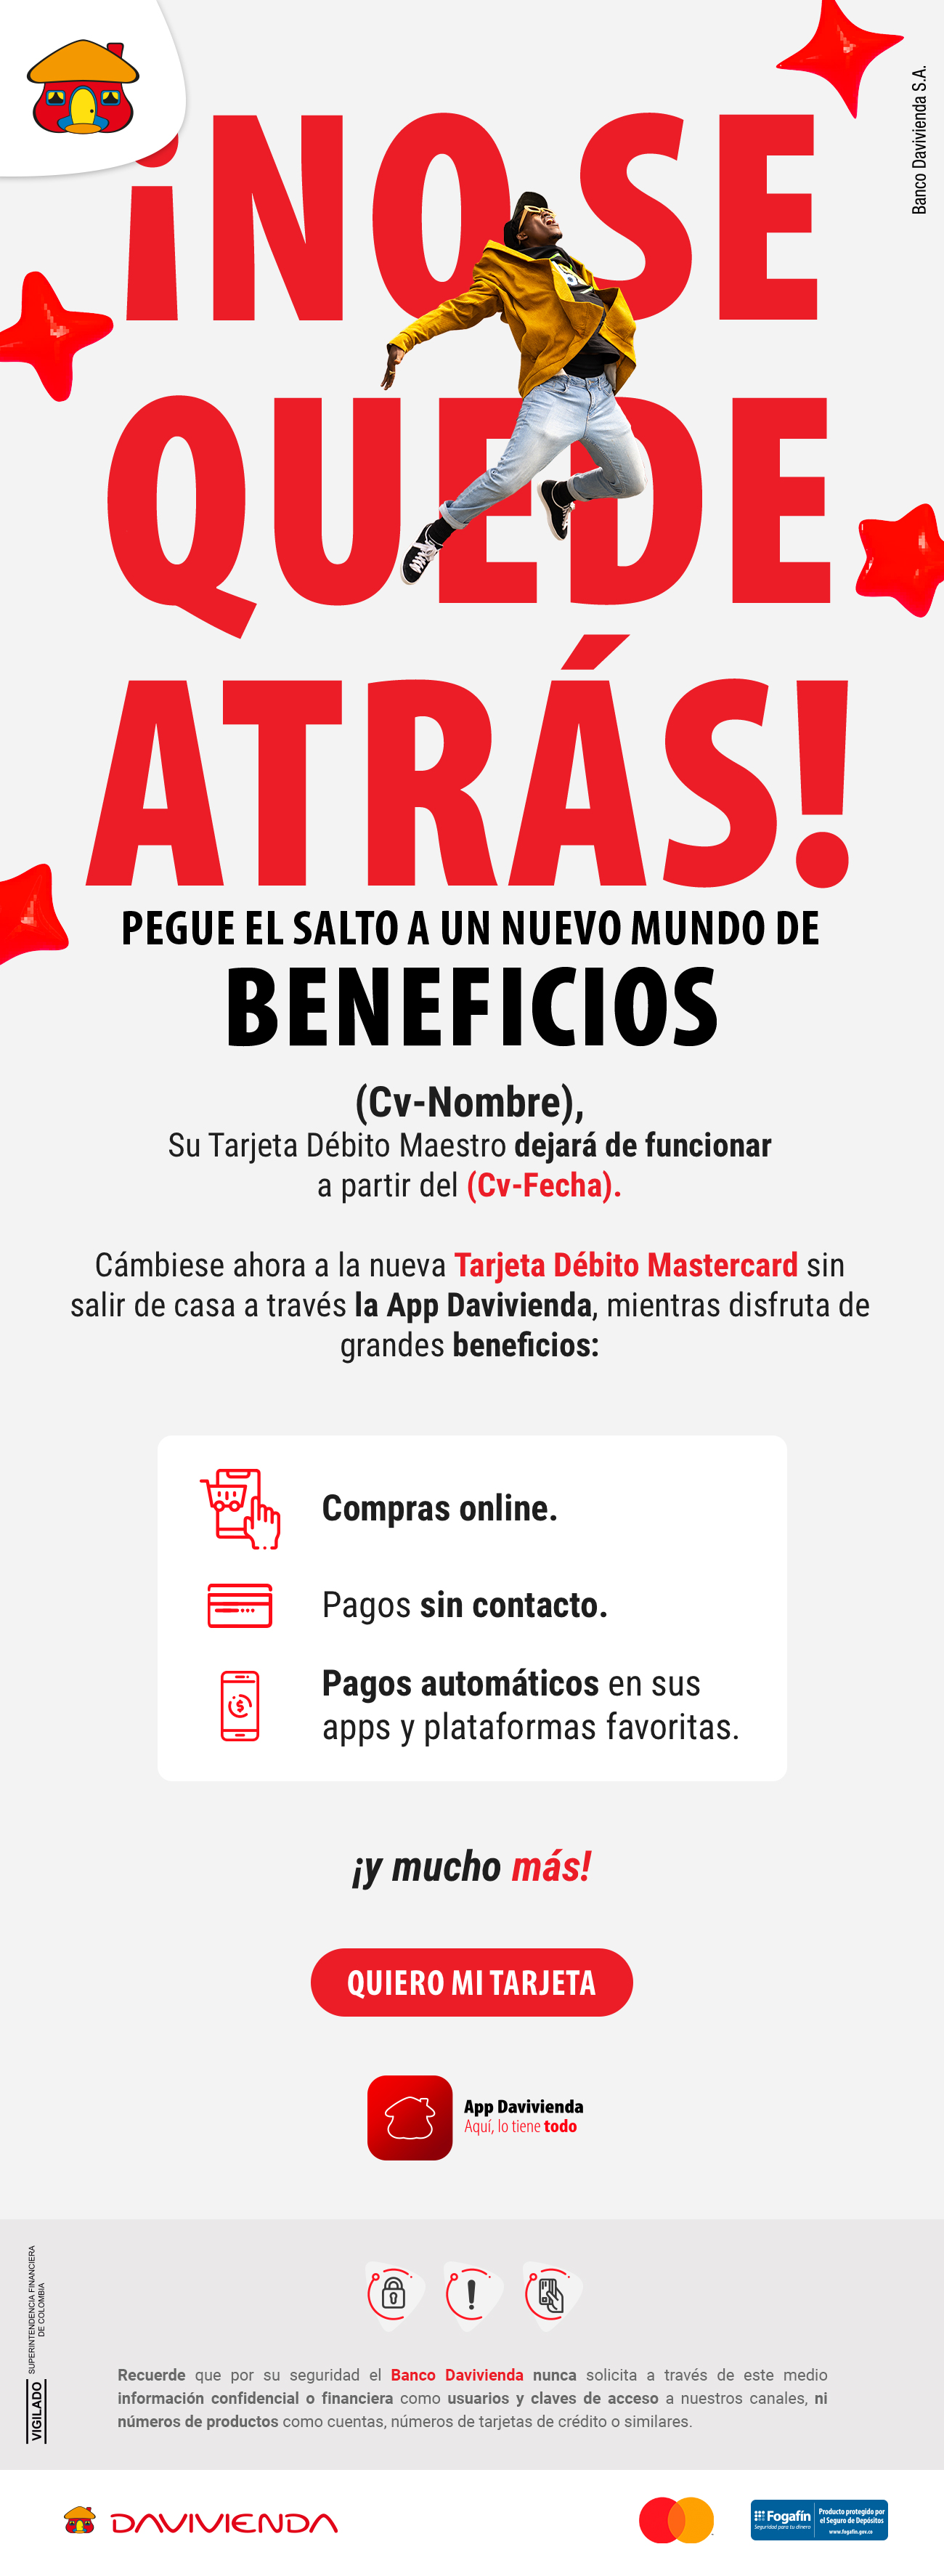 Banco Davivienda S.A.
¡NO SE
QUEDE
ATRÁS!
PEGUE EL SALTO A UN NUEVO MUNDO DE
BENEFICIOS
(Cv-Nombre),
Su Tarjeta Débito Maestro dejará de funcionar
a partir del (Cv-Fecha).
Cámbiese ahora a la nueva Tarjeta Débito Mastercard sin
salir de casa a través la App Davivienda, mientras disfruta de
grandes beneficios:
Compras online.
Pagos sin contacto.
Pagos automáticos en sus
apps y plataformas favoritas.
¡y mucho más!
QUIERO MI TARJETA
App Davivienda
Aquí, lo tiene todo
VIGILADO
SUPERINTENDENCIA FINANCIERA
DE COLOMBIA
Recuerde que por su seguridad el Banco Davivienda nunca solicita a través de este medio
información confidencial o financiera como usuarios y claves de acceso a nuestros canales, ni
números de productos como cuentas, números de tarjetas de crédito o similares.
DAVIVIENDA
Fogafín
Seguridad para tu dinero
Producto protegido por
el Seguro de Depósitos
www.fogafin.gov.co